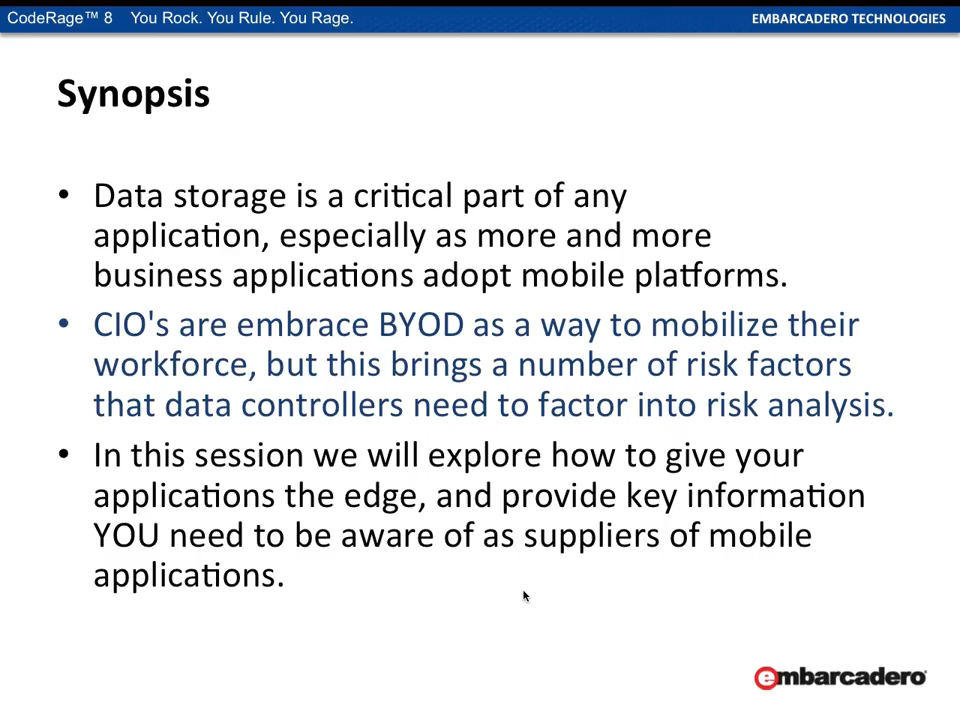 CodeRage™ 8 You Rock. You Rule. You Rage.
EMBARCADERO TECHNOLOGIES
Synopsis
• Data storage is a critical part of any
application, especially as more and more
business applications adopt mobile platforms.
• CIO's are embrace BYOD as a way to mobilize their
workforce, but this brings a number of risk factors
that data controllers need to factor into risk analysis.
• In this session we will explore how to give your
applications the edge, and provide key information
YOU need to be aware of as suppliers of mobile
applications.
embarcadero